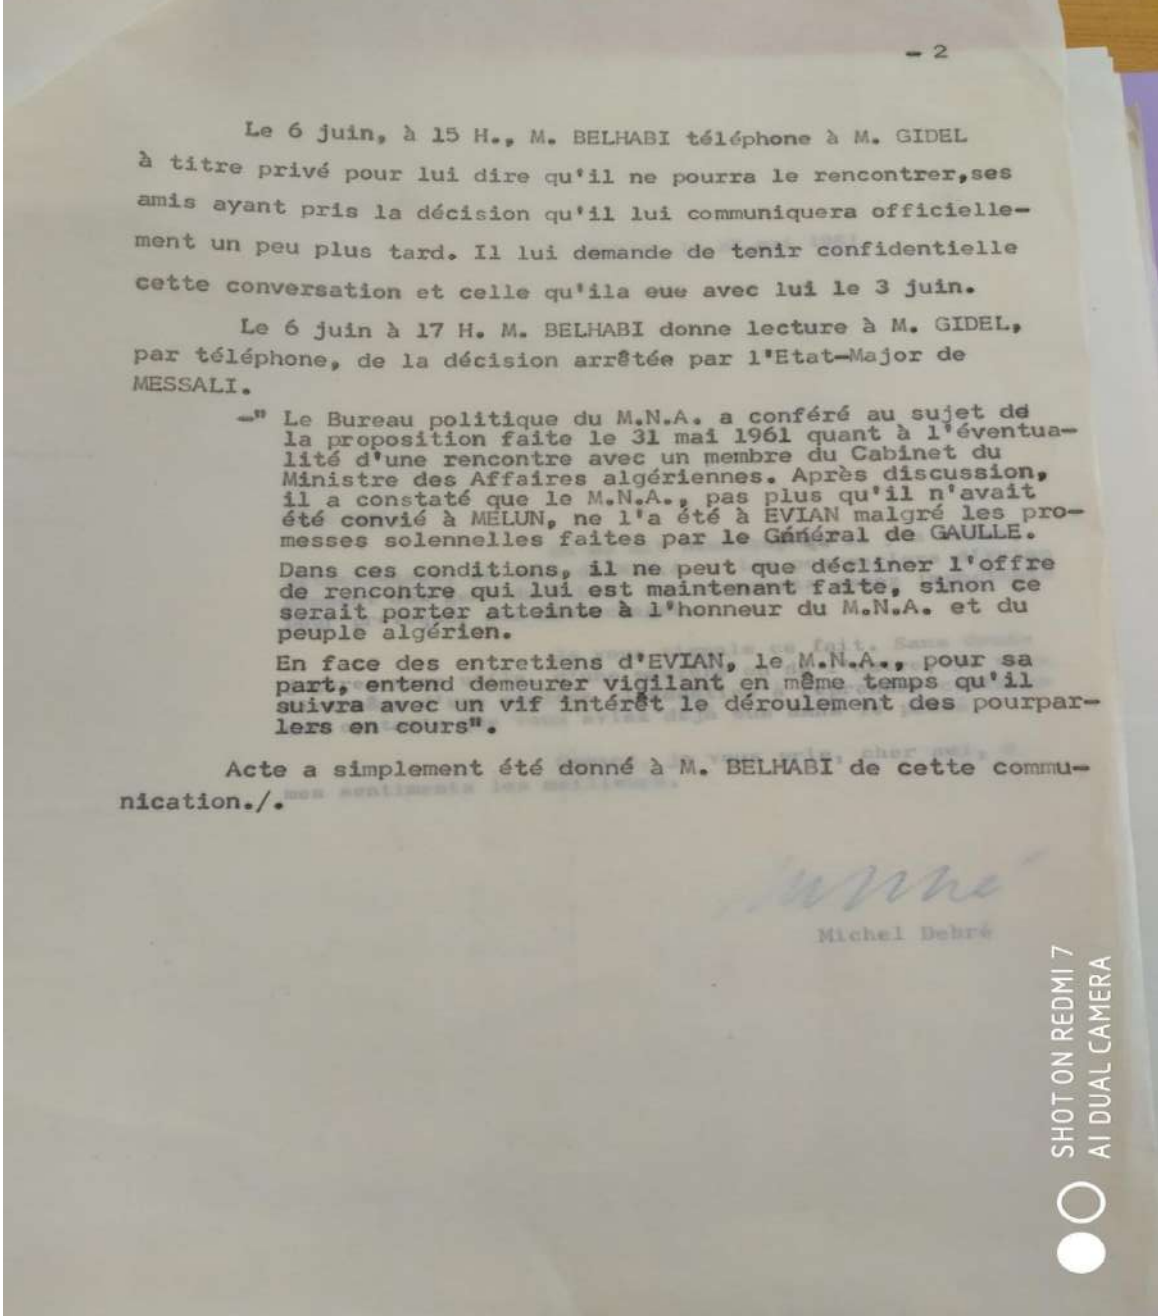 - 2
Le 6 juin, à 15 H., M. BELHABI téléphone à M. GIDEL
à titre privé pour lui dire qu'il ne pourra le rencontrer,ses
amis ayant pris la décision qu'il lui communiquera officielle-
ment un peu plus tard. Il lui demande de tenir confidentielle
cette conversation et celle qu'ila eue avec lui le 3 juin.
Le 6 juin à 17 H. M. BELHABI donne lecture à M. GIDEL,
par téléphone, de la décision arrêtée par l'Etat-Major de
MESSALI.
-" Le Bureau politique du M.N.A. a conféré au sujet de
la proposition faite le 31 mai 1961 quant à l'éventua-
lité d'une rencontre avec un membre du Cabinet du
Ministre des Affaires algériennes. Après discussion,
il a constaté que le M.N.A., pas plus qu'il n'avait
été convié à MELUN, ne l'a été à EVIAN malgré les pro-
messes solennelles faites par le Général de GAULLE.
Dans ces conditions, il ne peut que décliner l'offre
de rencontre qui lui est maintenant faite, sinon ce
serait porter atteinte à l'honneur du M.N.A. et du
peuple algérien.
En face des entretiens d'EVIAN, le M.N.A., pour sa
part, entend demeurer vigilant en même temps qu'il
suivra avec un vif intérêt le déroulement des pourpar-
lers en cours".
Acte a simplement été donné à M. BELHABI de cette commu-
nication./.
mes sentiments les meilleurs.
Michel Debré
SHOT ON REDMI 7
AI DUAL CAMERA